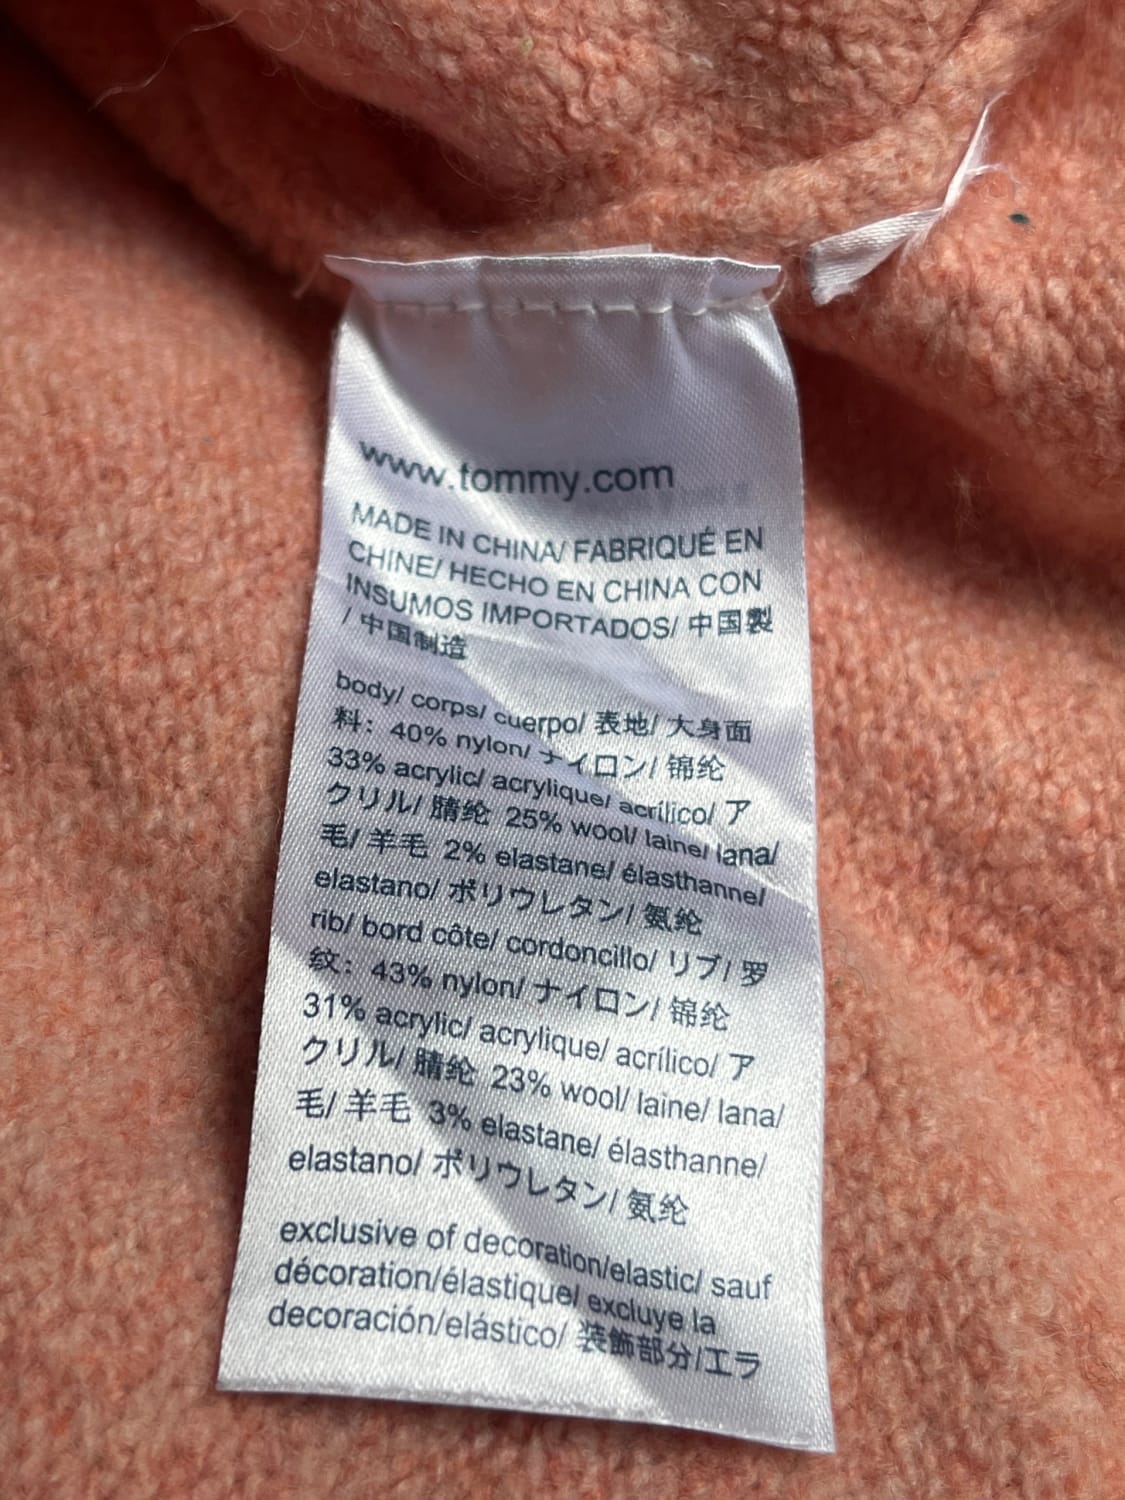 www.tommy.com
MADE IN CHINA/ FABRIQUÉ EN
CHINE/ HECHO EN CHINA CON
INSUMOS IMPORTADOS/ 中国製
/ 中国制造
body/ corps/ cuerpo/ 表地/ 大身面
料: 40% nylon/ ナイロン/ 锦纶
33% acrylic/ acrylique/ acrílico/ ア
クリル/ 腈纶 25% wool/ laine/ lana/
毛/ 羊毛 2% elastane/ élasthanne/
elastano/ ポリウレタン/ 氨纶
rib/ bord côte/ cordoncillo/ リブ/ 罗
纹: 43% nylon/ ナイロン/ 锦纶
31% acrylic/ acrylique/ acrílico/ ア
クリル/ 腈纶 23% wool/ laine/ lana/
毛/ 羊毛 3% elastane/ élasthanne/
elastano/ ポリウレタン/ 氨纶
exclusive of decoration/elastic/ sauf
décoration/élastique/ excluye la
decoración/elástico/ 装飾部分/エラ